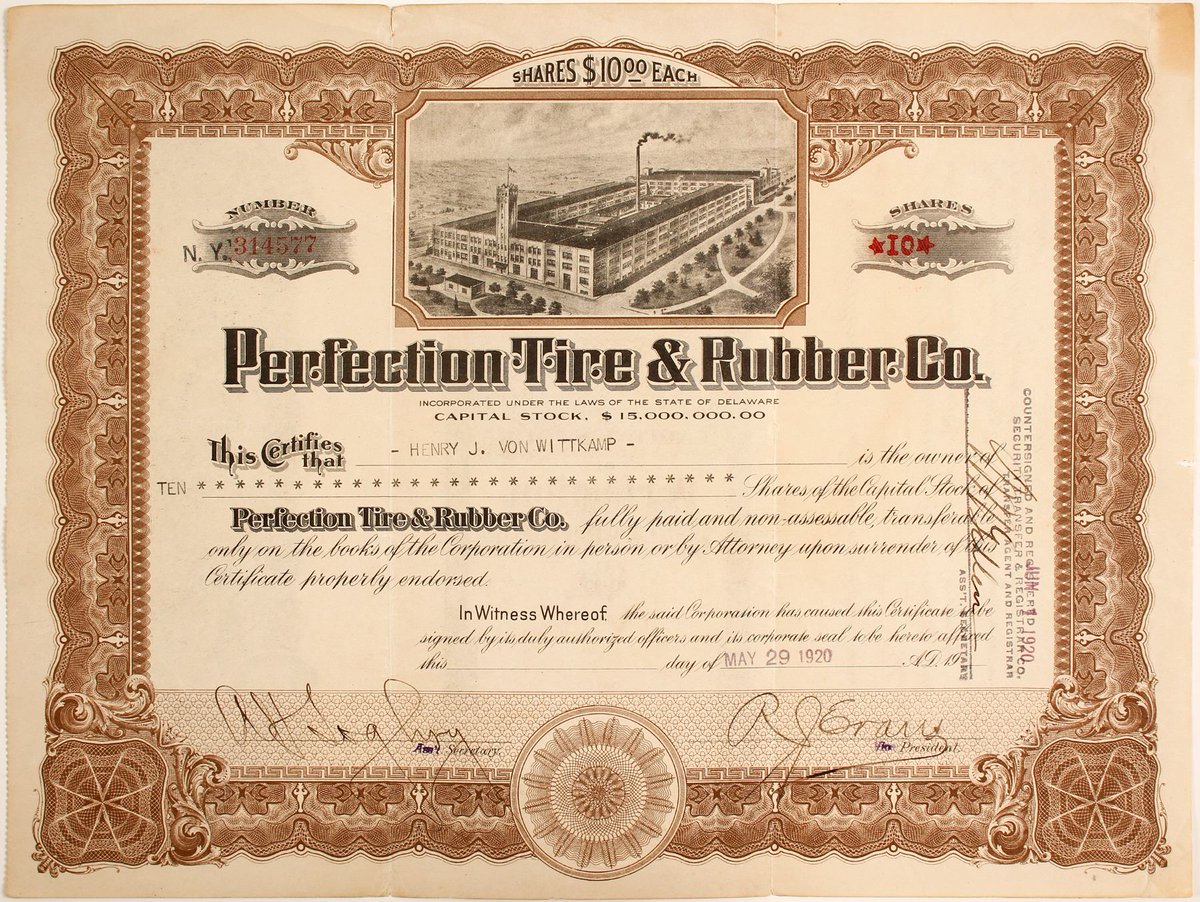 SHARES $10.00 EACH
NUMBER
N. Y. 314577
SHARES
★10★
Perfection Tire & Rubber Co.
INCORPORATED UNDER THE LAWS OF THE STATE OF DELAWARE
CAPITAL STOCK, $15,000,000.00
This Certifies that - HENRY J. VON WITTKAMP - is the owner of
TEN * * * * * * * * * * * * * * * * * * * * * * * * * * Shares of the Capital Stock of
Perfection Tire & Rubber Co. fully paid and non-assessable, transferable
only on the books of the Corporation in person or by Attorney upon surrender of this
Certificate properly endorsed.
In Witness Whereof, the said Corporation has caused this Certificate to be
signed by its duly authorized officers and its corporate seal to be hereto affixed
this day of MAY 29 1920 A.D. 19
Ass't Secretary.
R J Evans
Vice President.
COUNTERSIGNED AND REGISTERED
JUN 1 1920
SECURITY TRANSFER & REGISTRAR CO.
TRANSFER AGENT AND REGISTRAR
ASS'T SECRETARY